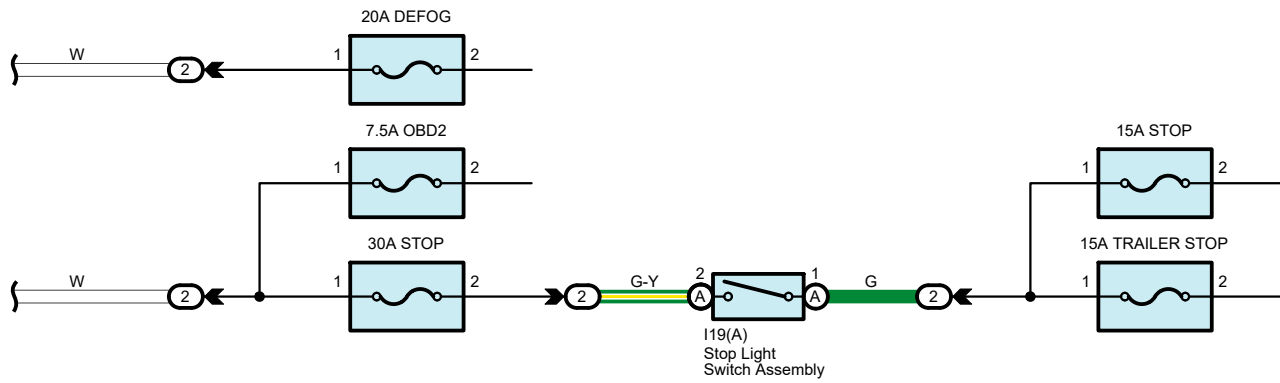 20A DEFOG
W
2
1
2
7.5A OBD2
1
2
15A STOP
1
2
30A STOP
W
2
1
2
2
G-Y
2
A
1
A
G
2
15A TRAILER STOP
1
2
I19(A)
Stop Light
Switch Assembly